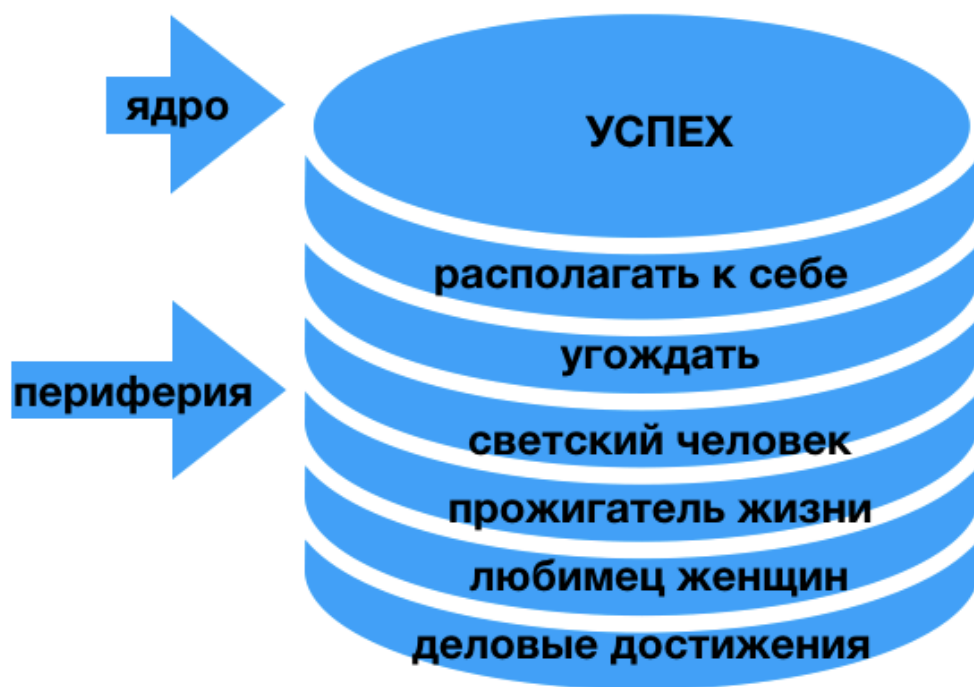 ядро
УСПЕХ
располагать к себе
угождать
периферия
светский человек
прожигатель жизни
любимец женщин
деловые достижения